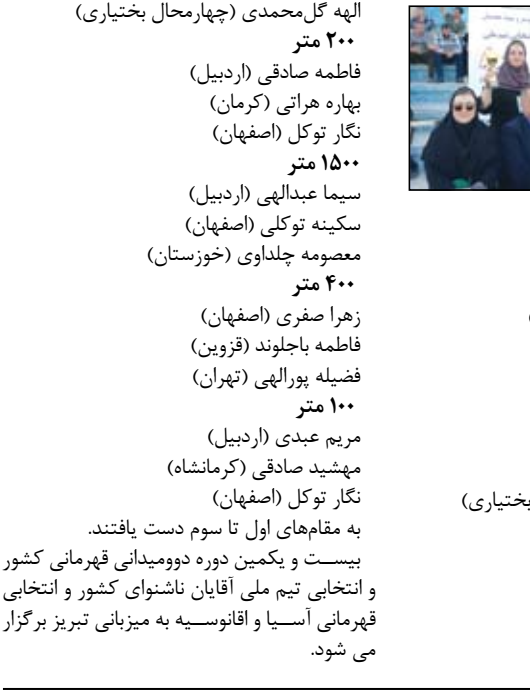 الهه گل‌محمدی (چهارمحال بختیاری)
۲۰۰ متر
فاطمه صادقی (اردبیل)
بهاره هراتی (کرمان)
نگار توکل (اصفهان)
۱۵۰۰ متر
سیما عبدالهی (اردبیل)
سکینه توکلی (اصفهان)
معصومه چلداوی (خوزستان)
۴۰۰ متر
زهرا صفری (اصفهان)
فاطمه باجلوند (قزوین)
فضیله پورالهی (تهران)
۱۰۰ متر
مریم عبدی (اردبیل)
مهشید صادقی (کرمانشاه)
نگار توکل (اصفهان)
به مقام‌های اول تا سوم دست یافتند.
بیســت و یکمین دوره دوومیدانی قهرمانی کشور
و انتخابی تیم ملی آقایان ناشنوای کشور و انتخابی
قهرمانی آســیا و اقانوســیه به میزبانی تبریز برگزار
می شود.
بختیاری)